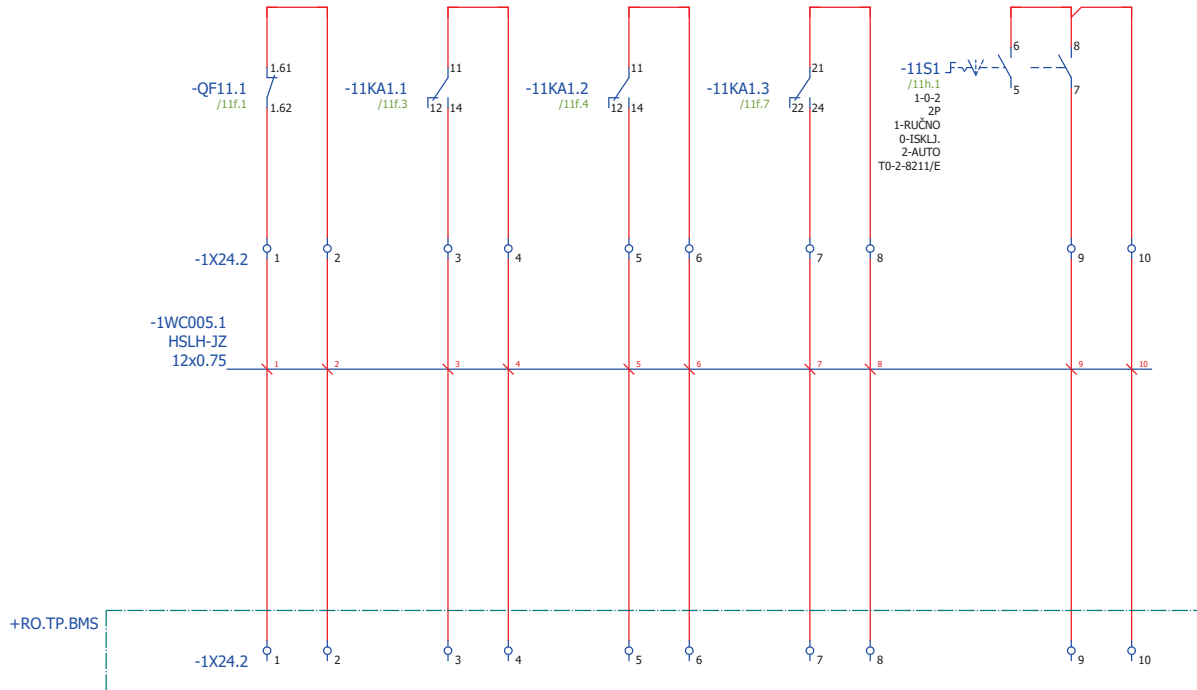 -QF11.1
/11f.1
1.61
1.62
-11KA1.1
/11f.3
11
12 14
-11KA1.2
/11f.4
11
12 14
-11KA1.3
/11f.7
21
22 24
-11S1
/11h.1
1-0-2
2P
1-RUČNO
0-ISKLJ.
2-AUTO
T0-2-8211/E
6
5
8
7
-1X24.2
1 2 3 4 5 6 7 8 9 10
-1WC005.1
HSLH-JZ
12x0.75
1 2 3 4 5 6 7 8 9 10
+RO.TP.BMS
-1X24.2
1 2 3 4 5 6 7 8 9 10